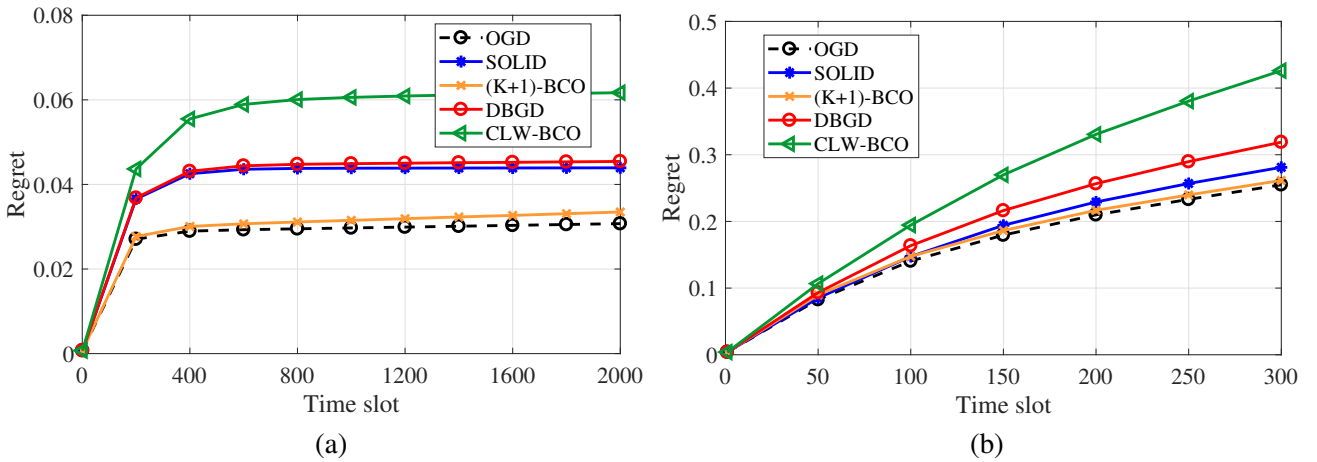 0.08
0.06
0.04
0.02
0
Regret
OGD
SOLID
(K+1)-BCO
DBGD
CLW-BCO
0 400 800 1200 1600 2000
Time slot
(a)
0.5
0.4
0.3
0.2
0.1
0
Regret
OGD
SOLID
(K+1)-BCO
DBGD
CLW-BCO
0 50 100 150 200 250 300
Time slot
(b)